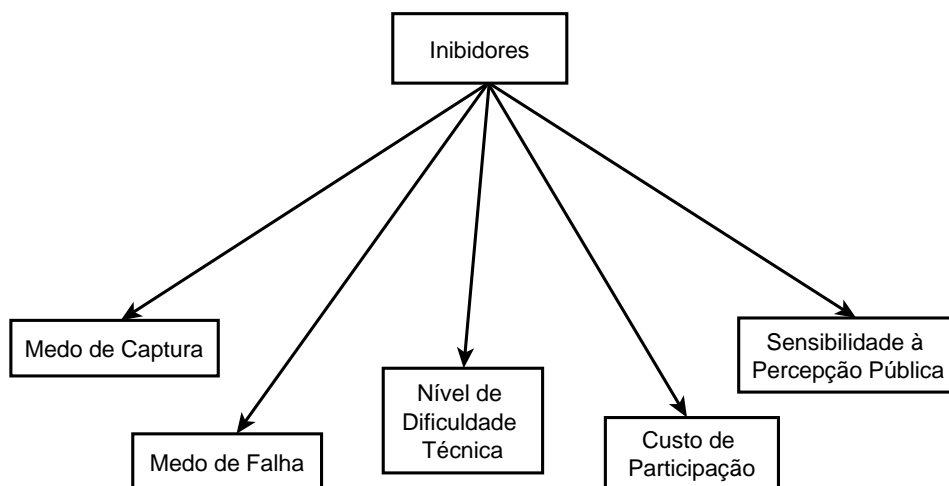 Inibidores
Medo de Captura
Medo de Falha
Nível de
Dificuldade
Técnica
Custo de
Participação
Sensibilidade à
Percepção Pública